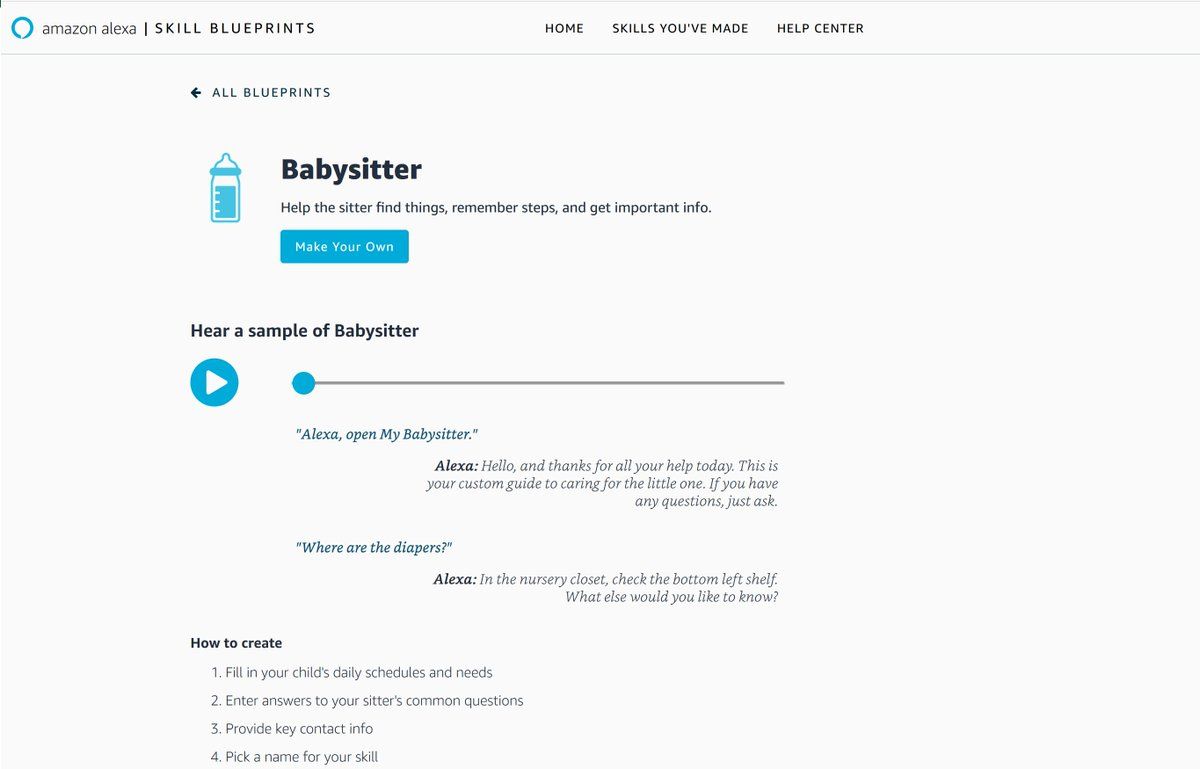 amazon alexa | SKILL BLUEPRINTS HOME SKILLS YOU'VE MADE HELP CENTER
← ALL BLUEPRINTS
Babysitter
Help the sitter find things, remember steps, and get important info.
Make Your Own
Hear a sample of Babysitter
"Alexa, open My Babysitter."
Alexa: Hello, and thanks for all your help today. This is
your custom guide to caring for the little one. If you have
any questions, just ask.
"Where are the diapers?"
Alexa: In the nursery closet, check the bottom left shelf.
What else would you like to know?
How to create
1. Fill in your child's daily schedules and needs
2. Enter answers to your sitter's common questions
3. Provide key contact info
4. Pick a name for your skill